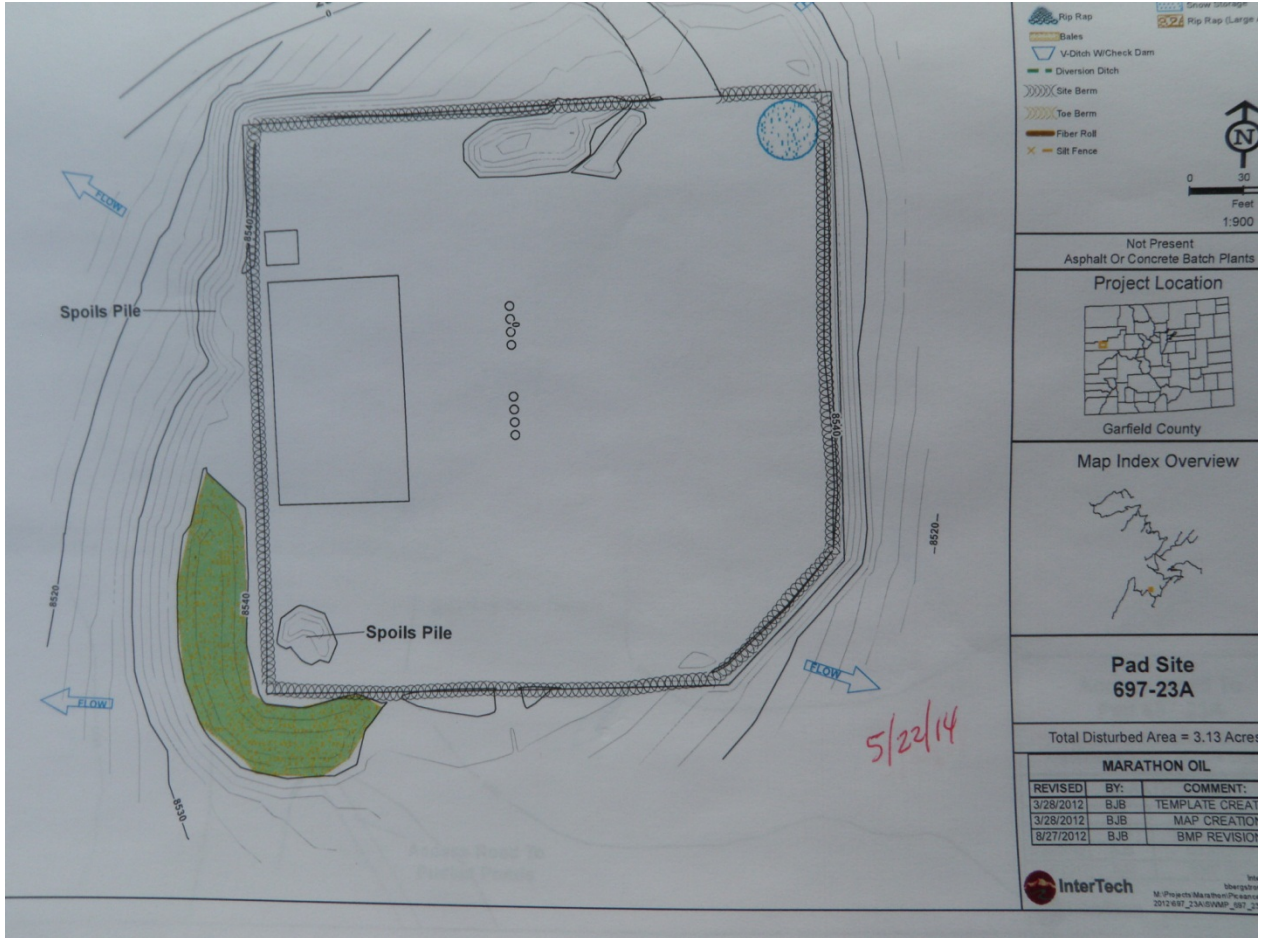 Rip Rap
Snow Storage
Rip Rap (Large
Bales
V-Ditch W/Check Dam
Diversion Ditch
Site Berm
Toe Berm
Fiber Roll
Silt Fence
N
0 30
Feet
1:900
Not Present
Asphalt Or Concrete Batch Plants
Project Location
Garfield County
Map Index Overview
Pad Site
697-23A
Total Disturbed Area = 3.13 Acres
MARATHON OIL
REVISED BY: COMMENT:
3/28/2012 BJB TEMPLATE CREAT
3/28/2012 BJB MAP CREATION
8/27/2012 BJB BMP REVISION
InterTech
FLOW
8540
Spoils Pile
8540
8520
8520
8540
Spoils Pile
FLOW
FLOW
8530
5/22/14